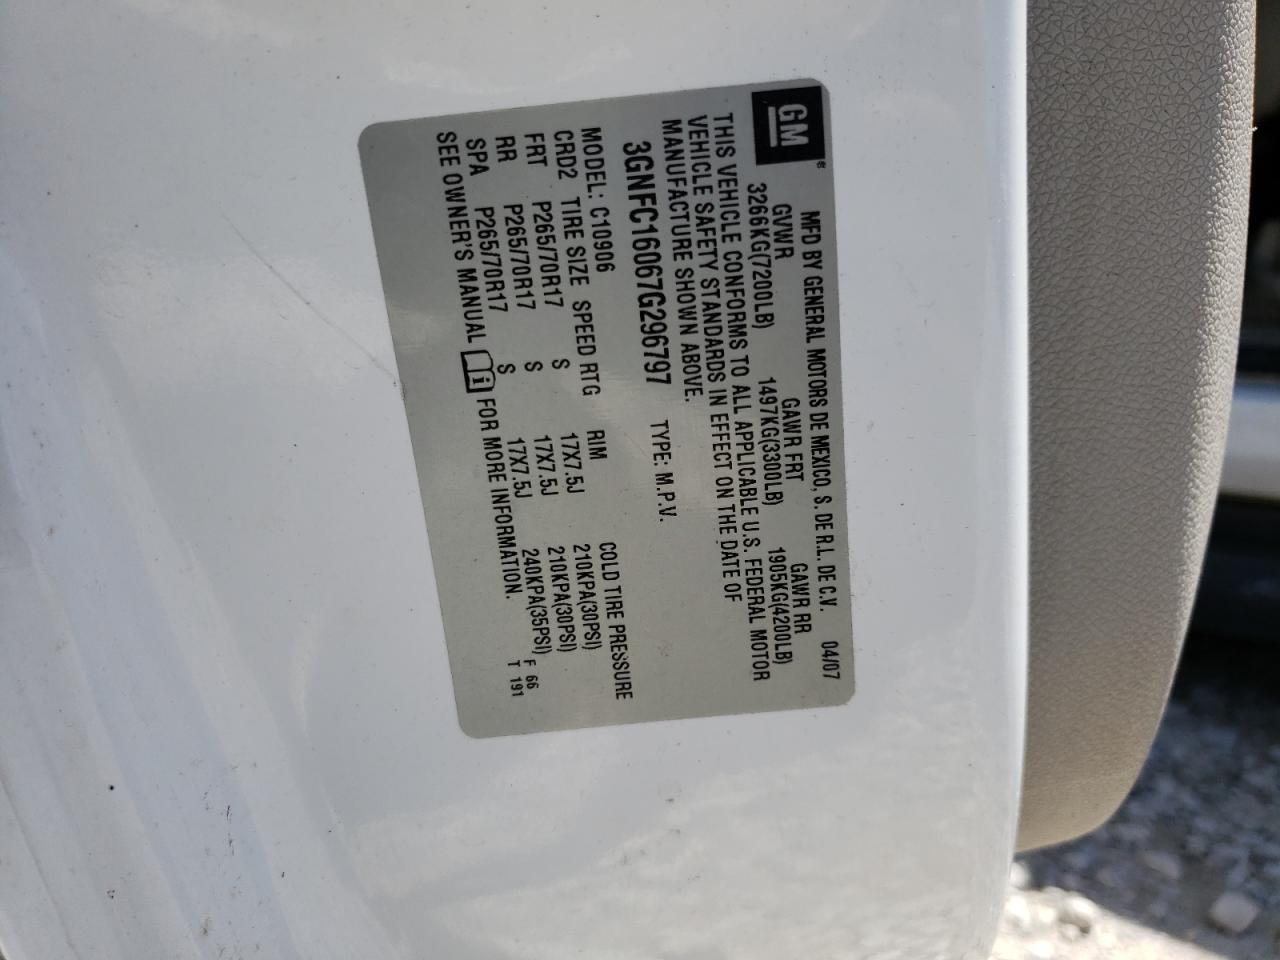 GM
MFD BY GENERAL MOTORS DE MEXICO, S. DE R.L. DE C.V. 04/07
GVWR GAWR FRT GAWR RR
3266KG(7200LB) 1497KG(3300LB) 1905KG(4200LB)
THIS VEHICLE CONFORMS TO ALL APPLICABLE U.S. FEDERAL MOTOR
VEHICLE SAFETY STANDARDS IN EFFECT ON THE DATE OF
MANUFACTURE SHOWN ABOVE.
3GNFC16067G296797 TYPE: M.P.V.
MODEL: C10906
CRD2 TIRE SIZE SPEED RTG RIM COLD TIRE PRESSURE
FRT P265/70R17 S 17X7.5J 210KPA(30PSI)
RR P265/70R17 S 17X7.5J 210KPA(30PSI)
SPA P265/70R17 S 17X7.5J 240KPA(35PSI) F 66
SEE OWNER'S MANUAL i FOR MORE INFORMATION. T 191